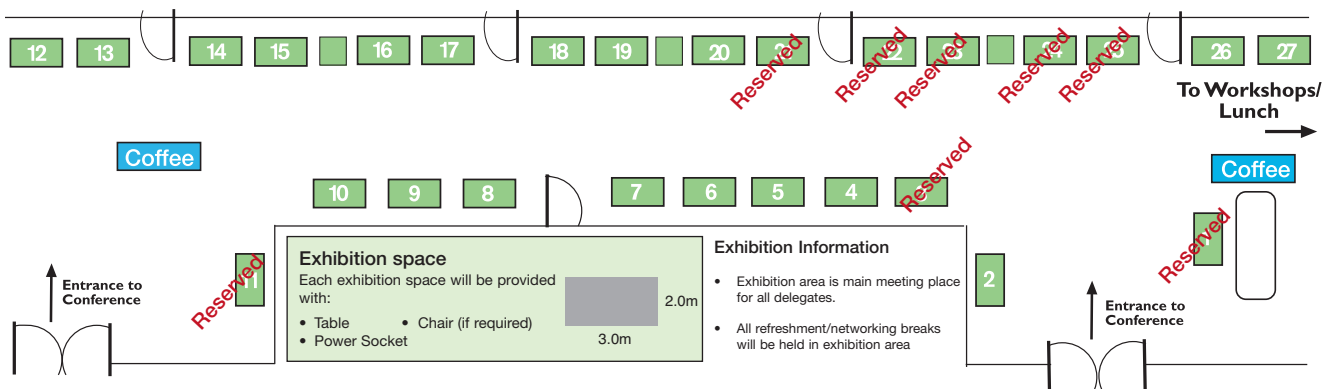 12 13 14 15 16 17 18 19 20 Reserved Reserved Reserved Reserved Reserved 26 27
To Workshops/
Lunch
Coffee
Coffee
10 9 8 7 6 5 4 Reserved
Reserved
11
Reserved
2
Exhibition space
Each exhibition space will be provided
with:
• Table • Chair (if required)
• Power Socket
2.0m
3.0m
Exhibition Information
• Exhibition area is main meeting place
for all delegates.
• All refreshment/networking breaks
will be held in exhibition area
Entrance to
Conference
Entrance to
Conference